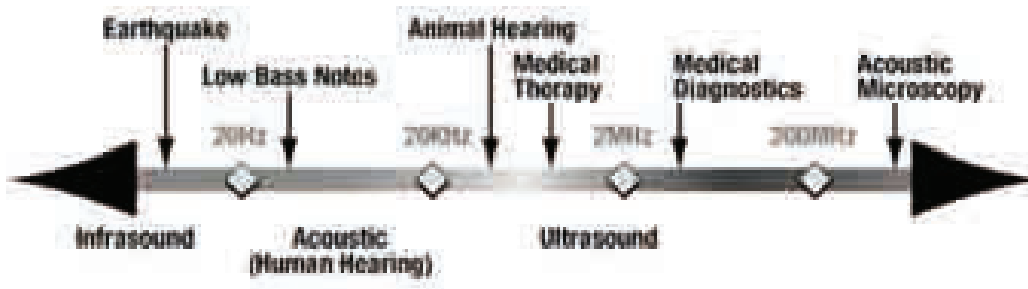 Earthquake
Animal Hearing
Low Bass Notes
Medical
Therapy
Medical
Diagnostics
Acoustic
Microscopy
20Hz
20KHz
2MHz
200MHz
Infrasound
Acoustic
(Human Hearing)
Ultrasound